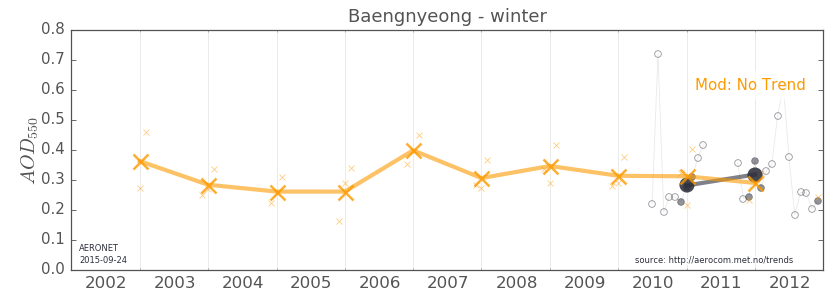 Baengnyeong - winter
0.8
0.7
0.6
0.5
0.4
0.3
0.2
0.1
0.0
AOD550
Mod: No Trend
AERONET
2015-09-24
source: http://aerocom.met.no/trends
2002 2003 2004 2005 2006 2007 2008 2009 2010 2011 2012